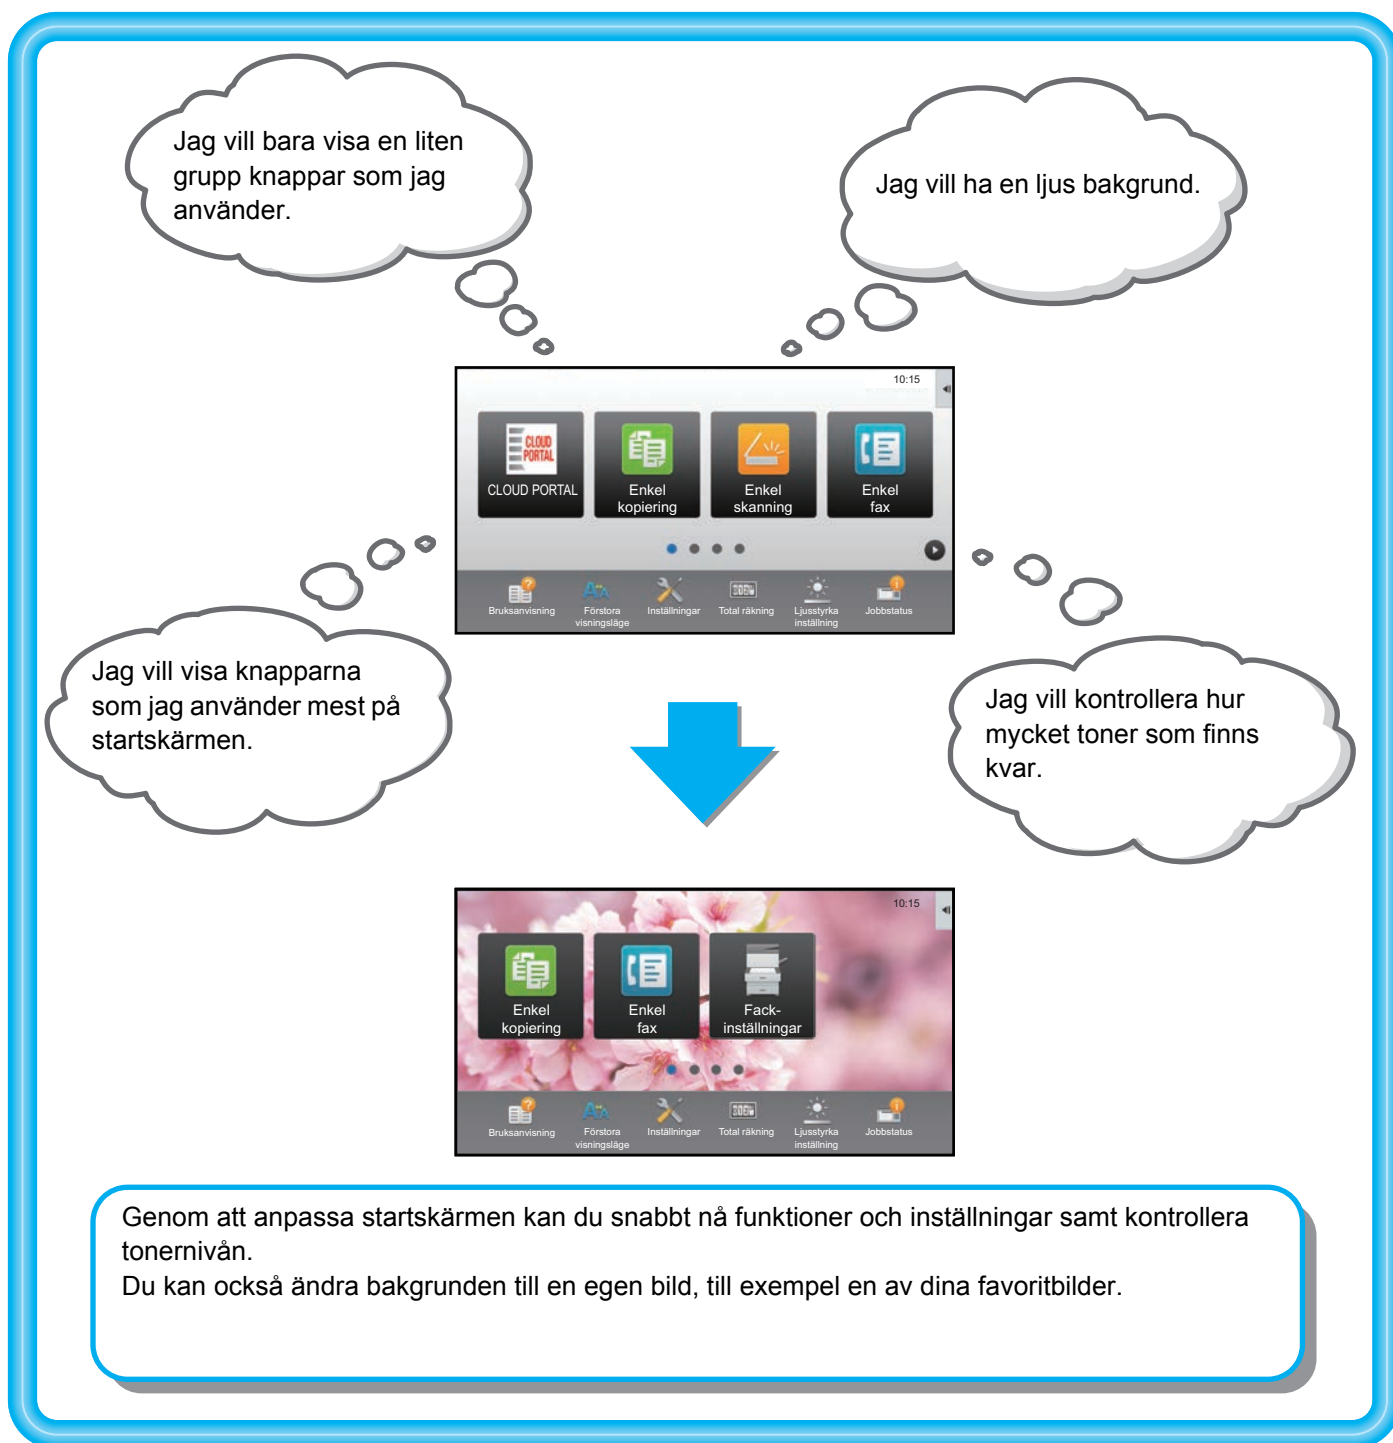 Jag vill bara visa en liten
grupp knappar som jag
använder.
Jag vill ha en ljus bakgrund.
10:15
CLOUD
PORTAL
CLOUD PORTAL
Enkel
kopiering
Enkel
skanning
Enkel
fax
Bruksanvisning
Förstora
visningsläge
Inställningar
Total räkning
Ljusstyrka
inställning
Jobbstatus
Jag vill visa knapparna
som jag använder mest på
startskärmen.
Jag vill kontrollera hur
mycket toner som finns
kvar.
10:15
Enkel
kopiering
Enkel
fax
Fack-
inställningar
Bruksanvisning
Förstora
visningsläge
Inställningar
Total räkning
Ljusstyrka
inställning
Jobbstatus
Genom att anpassa startskärmen kan du snabbt nå funktioner och inställningar samt kontrollera
tonernivån.
Du kan också ändra bakgrunden till en egen bild, till exempel en av dina favoritbilder.